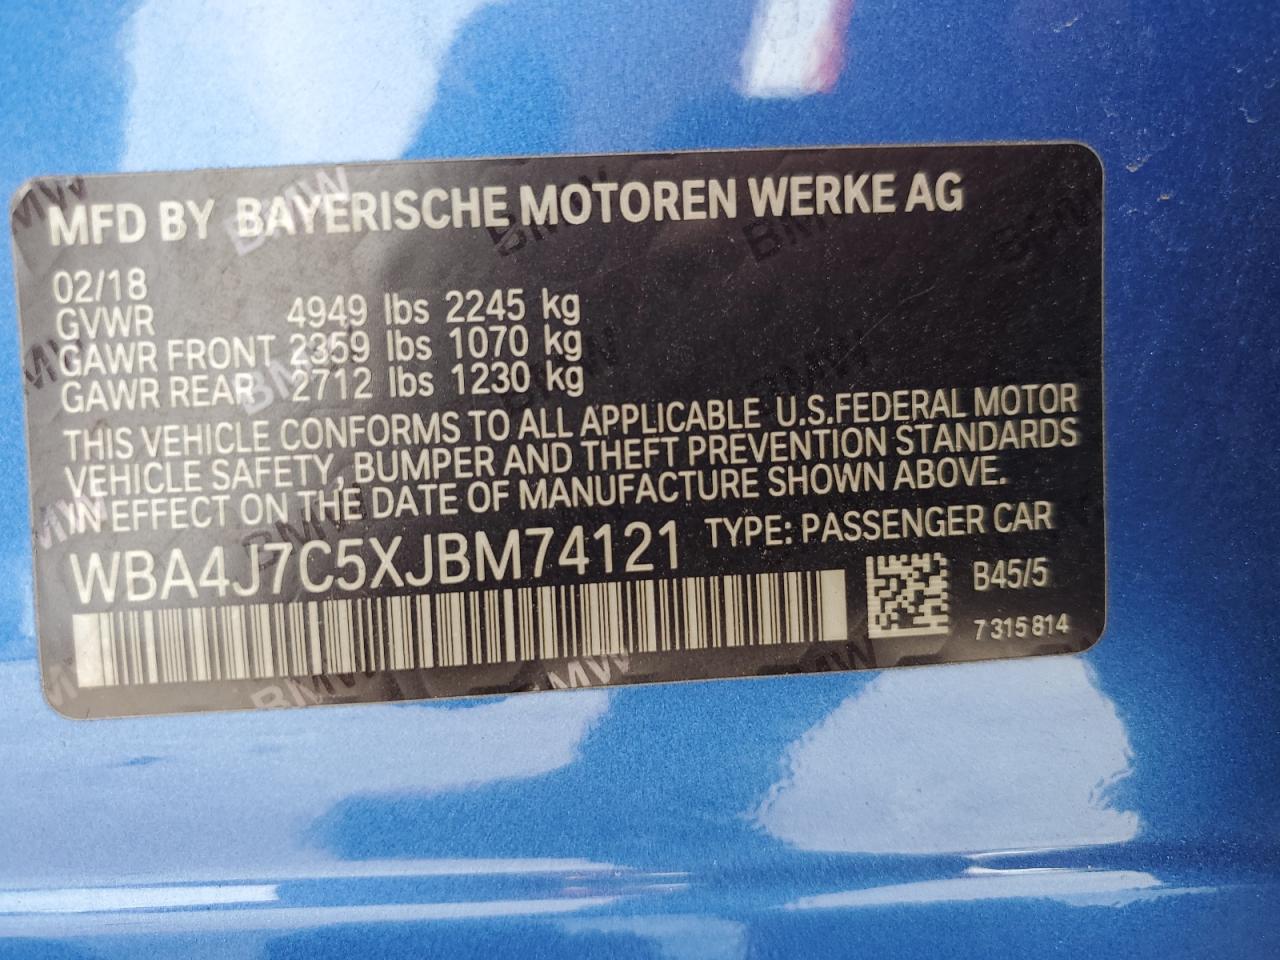 MFD BY BAYERISCHE MOTOREN WERKE AG
02/18
GVWR 4949 lbs 2245 kg
GAWR FRONT 2359 lbs 1070 kg
GAWR REAR 2712 lbs 1230 kg
THIS VEHICLE CONFORMS TO ALL APPLICABLE U.S.FEDERAL MOTOR
VEHICLE SAFETY, BUMPER AND THEFT PREVENTION STANDARDS
IN EFFECT ON THE DATE OF MANUFACTURE SHOWN ABOVE.
WBA4J7C5XJBM74121 TYPE: PASSENGER CAR
B45/5
7 315 814